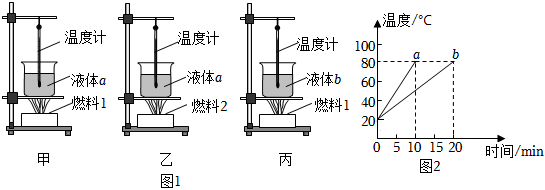 温度计
液体a
燃料1
甲
温度计
液体a
燃料2
乙
图1
温度计
液体b
燃料1
丙
温度/°C
100
80
80
60
40
20
0
5
10
15
20
a
b
时间/min
图2